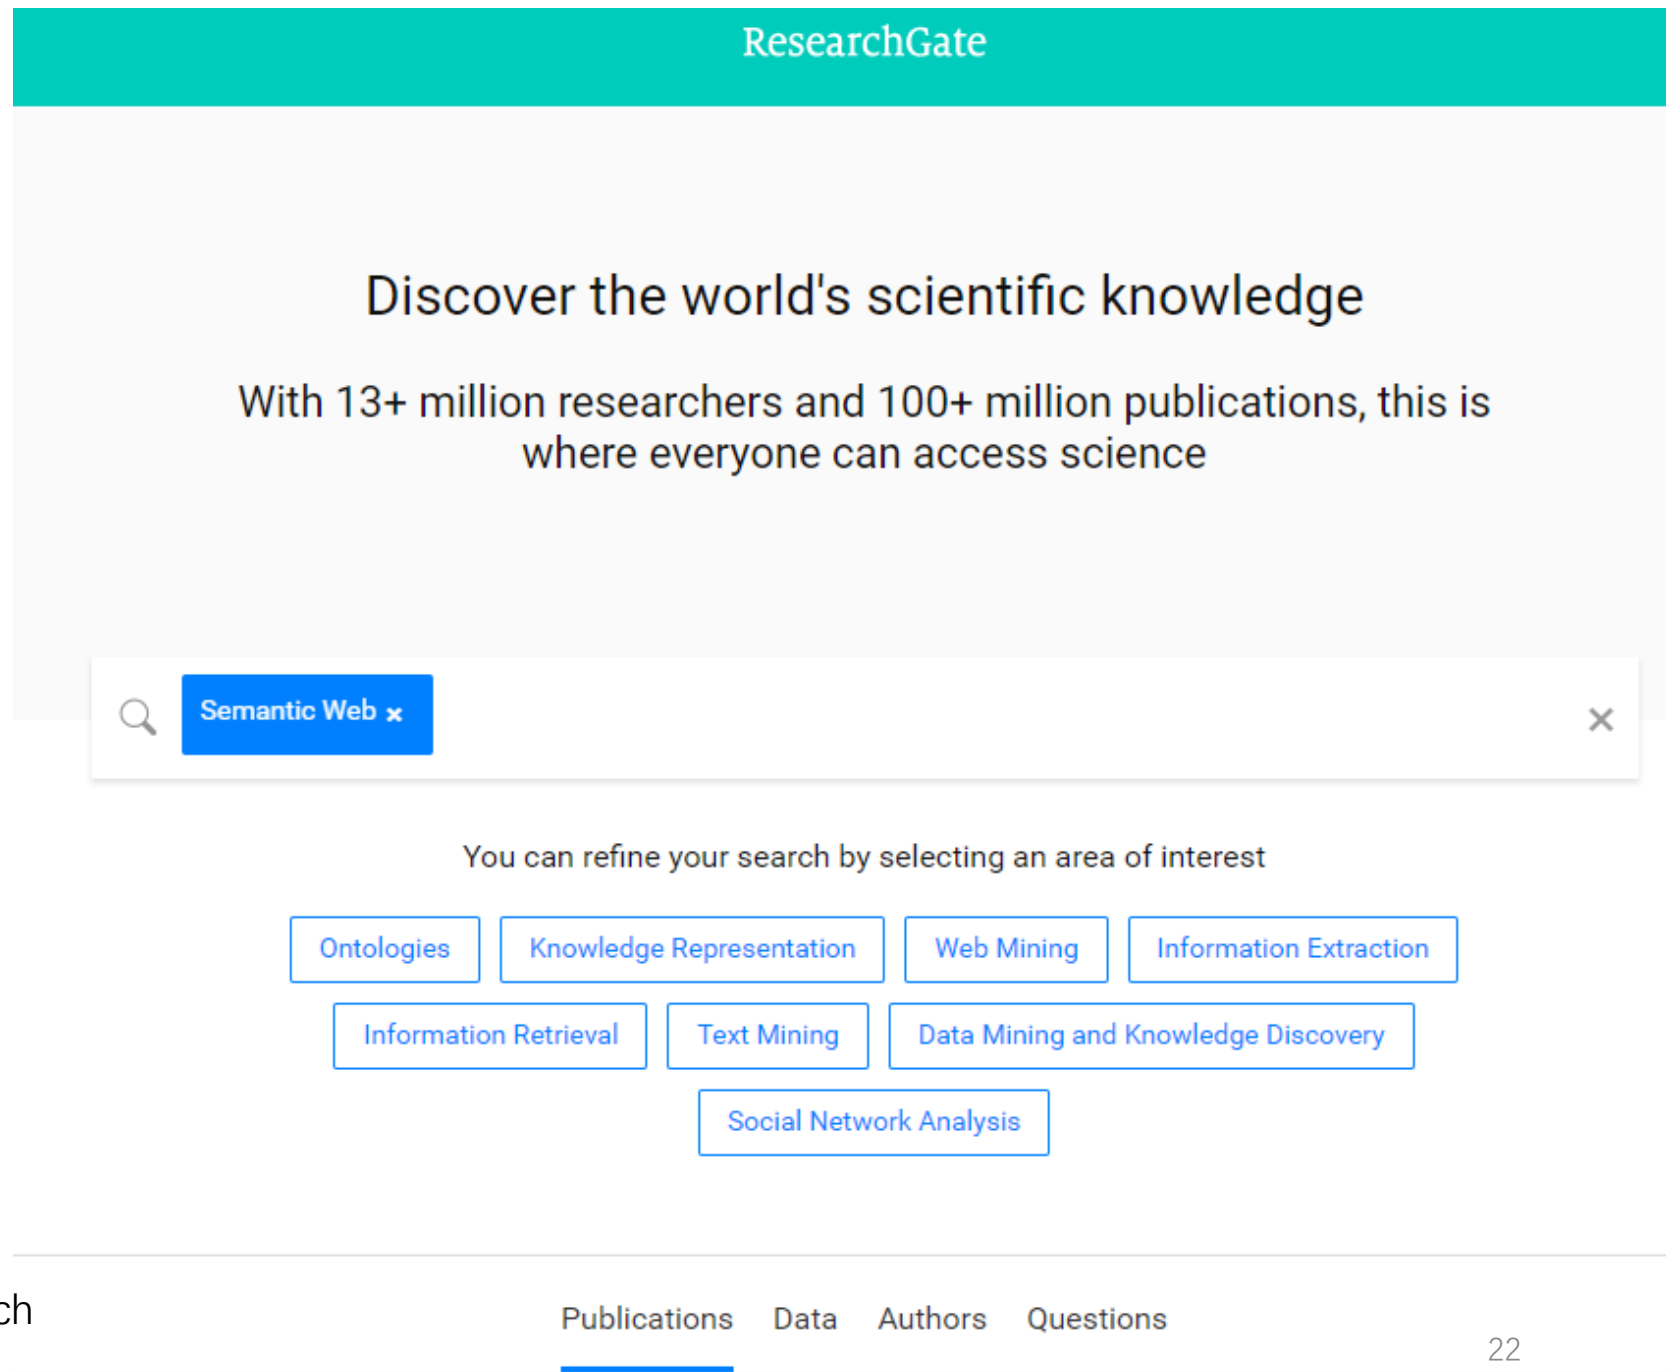 ResearchGate
Discover the world's scientific knowledge
With 13+ million researchers and 100+ million publications, this is
where everyone can access science
Semantic Web ×
×
You can refine your search by selecting an area of interest
Ontologies Knowledge Representation Web Mining Information Extraction
Information Retrieval Text Mining Data Mining and Knowledge Discovery
Social Network Analysis
ch
Publications Data Authors Questions
22